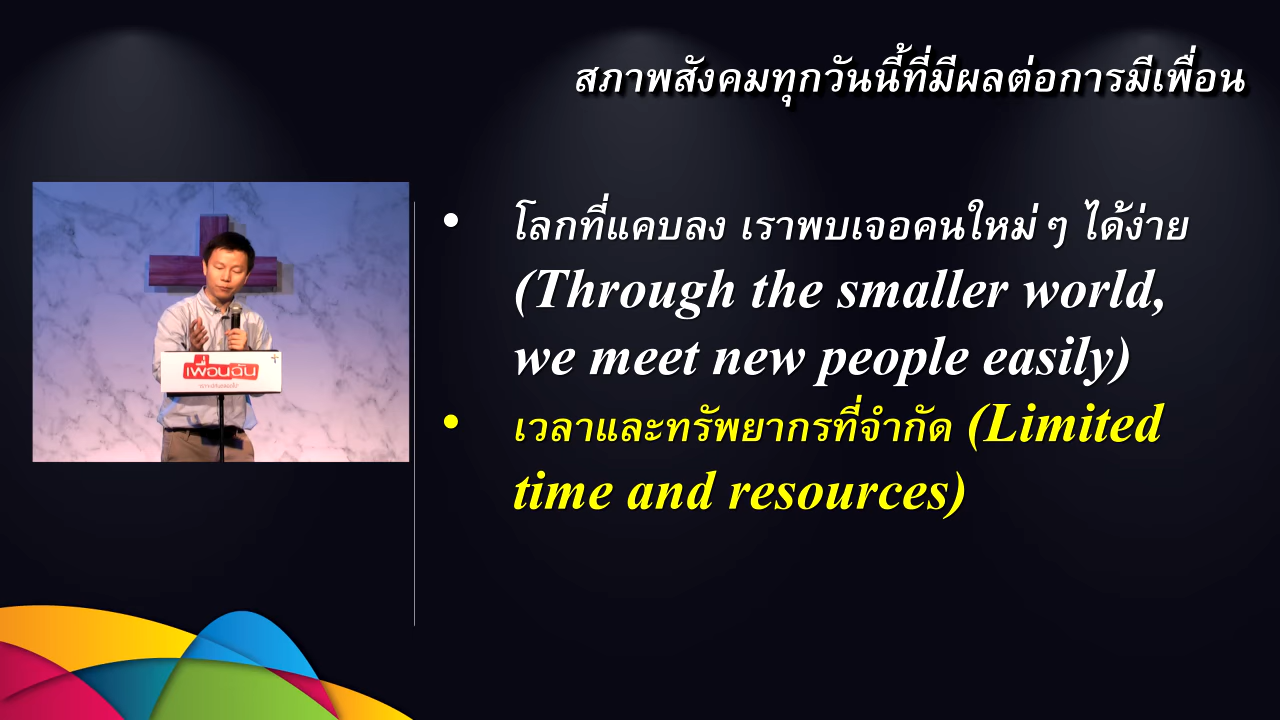 สภาพสังคมทุกวันนี้ที่มีผลต่อการมีเพื่อน
โลกที่แคบลง เราพบเจอคนใหม่ ๆ ได้ง่าย
(Through the smaller world,
we meet new people easily)
เวลาและทรัพยากรที่จำกัด (Limited
time and resources)
เพื่อนฉัน